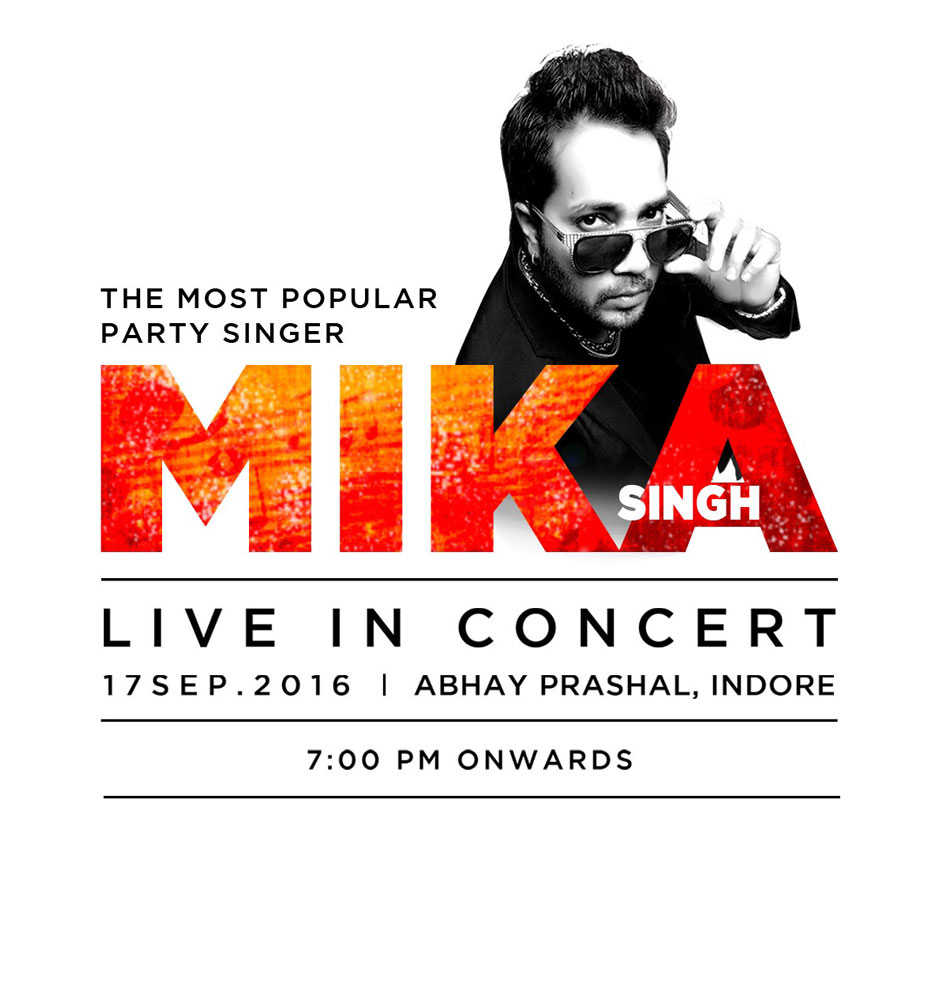 THE MOST POPULAR
PARTY SINGER
MIKA
SINGH
LIVE IN CONCERT
17SEP.2016 | ABHAY PRASHAL, INDORE
7:00 PM ONWARDS